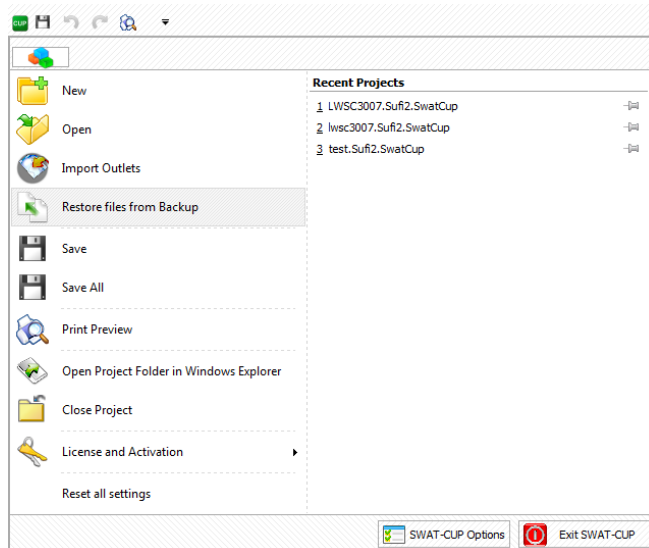 CUP
New
Open
Import Outlets
Restore files from Backup
Save
Save All
Print Preview
Open Project Folder in Windows Explorer
Close Project
License and Activation
Reset all settings
Recent Projects
1 LWSC3007.Sufi2.SwatCup
2 lwsc3007.Sufi2.SwatCup
3 test.Sufi2.SwatCup
SWAT-CUP Options
Exit SWAT-CUP